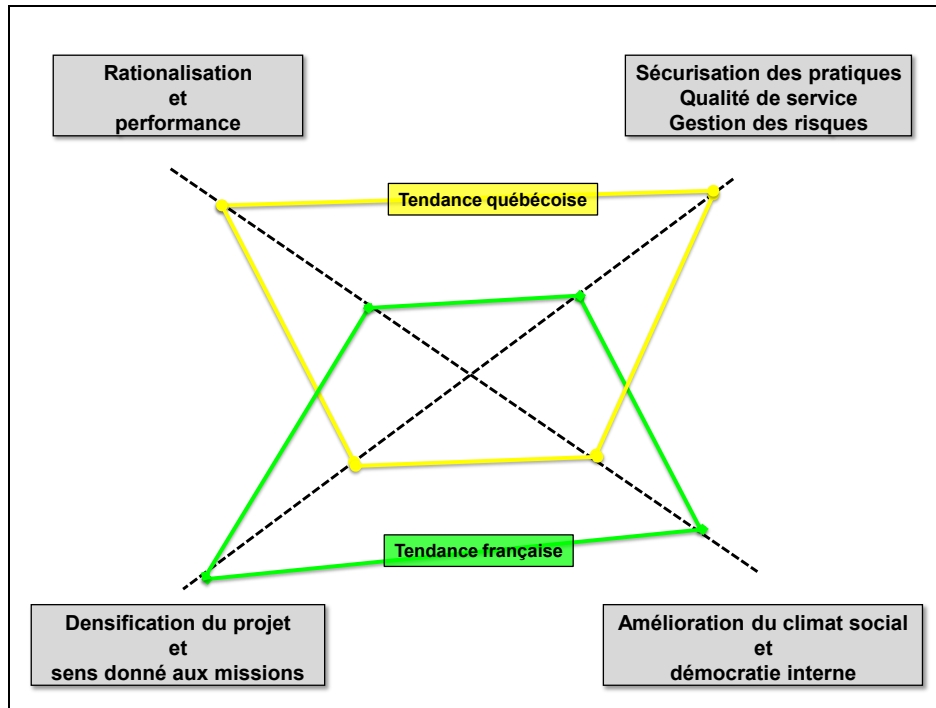 Rationalisation
et
performance
Sécurisation des pratiques
Qualité de service
Gestion des risques
Tendance québécoise
Tendance française
Densification du projet
et
sens donné aux missions
Amélioration du climat social
et
démocratie interne